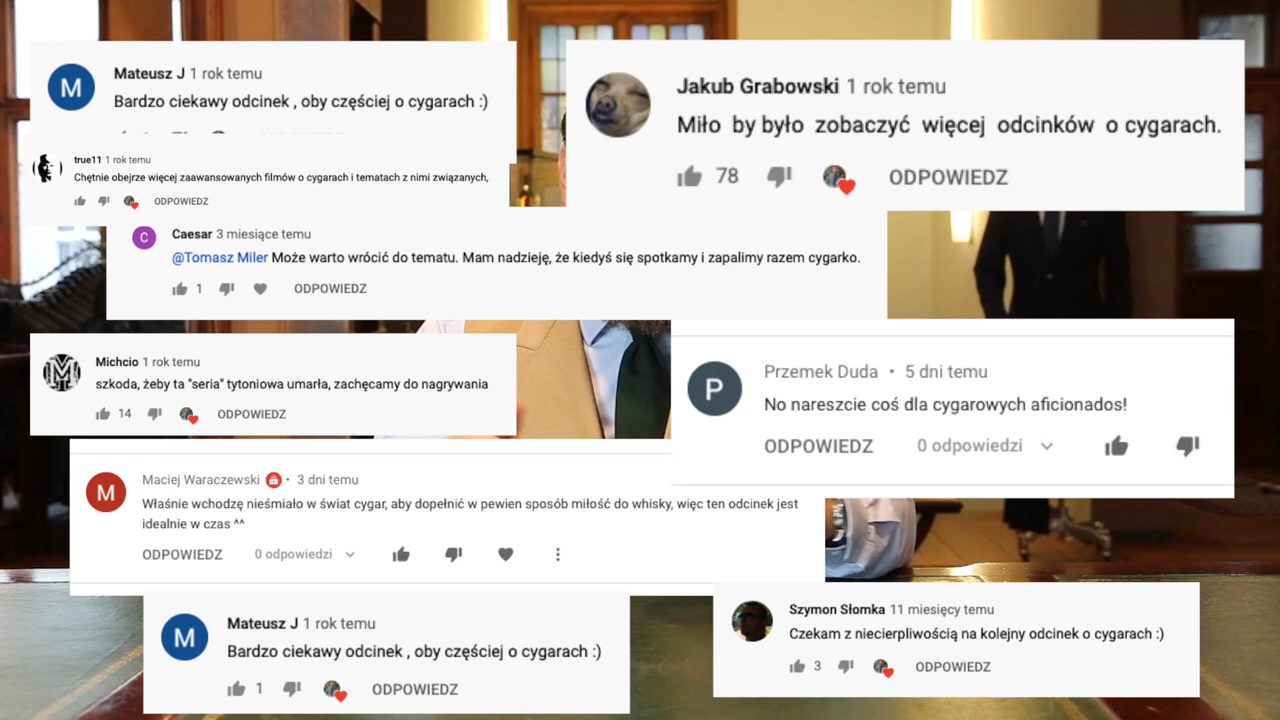 Mateusz J 1 rok temu
Bardzo ciekawy odcinek , oby częściej o cygarach :)
Jakub Grabowski 1 rok temu
Miło by było zobaczyć więcej odcinków o cygarach.
78 ODPOWIEDZ
true11 1 rok temu
Chętnie obejrze więcej zaawansowanych filmów o cygarach i tematach z nimi związanych,
ODPOWIEDZ
C
Caesar 3 miesiące temu
@Tomasz Miler Może warto wrócić do tematu. Mam nadzieję, że kiedyś się spotkamy i zapalimy razem cygarko.
1 ODPOWIEDZ
M
Michcio 1 rok temu
szkoda, żeby ta "seria" tytoniowa umarła, zachęcamy do nagrywania
14 ODPOWIEDZ
P
Przemek Duda • 5 dni temu
No nareszcie coś dla cygarowych aficionados!
ODPOWIEDZ 0 odpowiedzi
M
Maciej Waraczewski • 3 dni temu
Właśnie wchodzę nieśmiało w świat cygar, aby dopełnić w pewien sposób miłość do whisky, więc ten odcinek jest
idealnie w czas ^^
ODPOWIEDZ 0 odpowiedzi
M
Mateusz J 1 rok temu
Bardzo ciekawy odcinek , oby częściej o cygarach :)
1 ODPOWIEDZ
Szymon Słomka 11 miesięcy temu
Czekam z niecierpliwością na kolejny odcinek o cygarach :)
3 ODPOWIEDZ